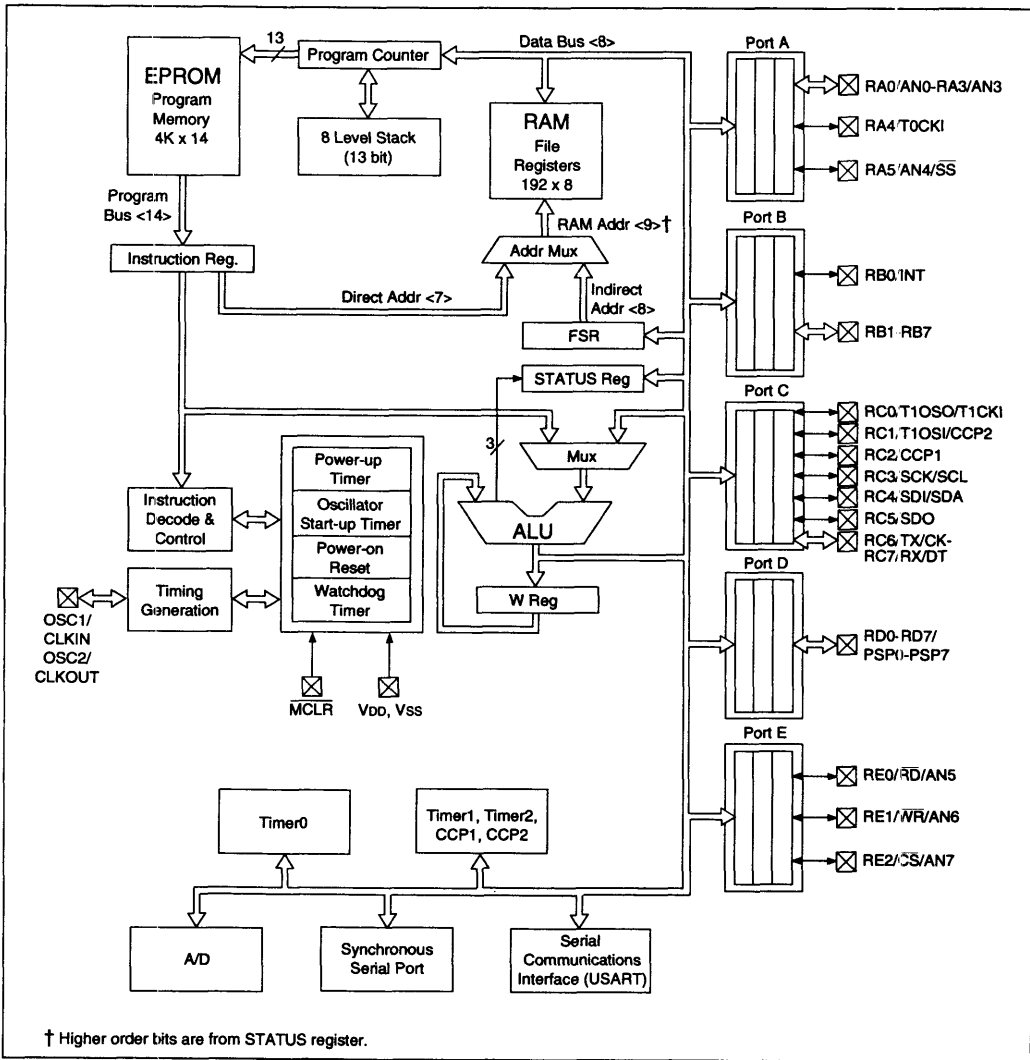 13
Data Bus <8>
Port A
EPROM
Program
Memory
4K x 14
Program Counter
8 Level Stack
(13 bit)
RAM
File
Registers
192 x 8
RA0/AN0-RA3/AN3
RA4/T0CKI
RA5/AN4/S̅S̅
Program
Bus <14>
RAM Addr <9>†
Port B
Instruction Reg.
Addr Mux
Direct Addr <7>
Indirect
Addr <8>
FSR
RB0/INT
RB1-RB7
STATUS Reg
Port C
3
Mux
ALU
W Reg
RC0/T1OSO/T1CKI
RC1/T1OSI/CCP2
RC2/CCP1
RC3/SCK/SCL
RC4/SDI/SDA
RC5/SDO
RC6/TX/CK-
RC7/RX/DT
Power-up
Timer
Oscillator
Start-up Timer
Power-on
Reset
Watchdog
Timer
Instruction
Decode &
Control
Timing
Generation
OSC1/
CLKIN
OSC2/
CLKOUT
M̅C̅L̅R̅
VDD, VSS
Port D
RD0-RD7/
PSP0-PSP7
Port E
RE0/R̅D̅/AN5
RE1/W̅R̅/AN6
RE2/C̅S̅/AN7
Timer0
Timer1, Timer2,
CCP1, CCP2
A/D
Synchronous
Serial Port
Serial
Communications
Interface (USART)
† Higher order bits are from STATUS register.